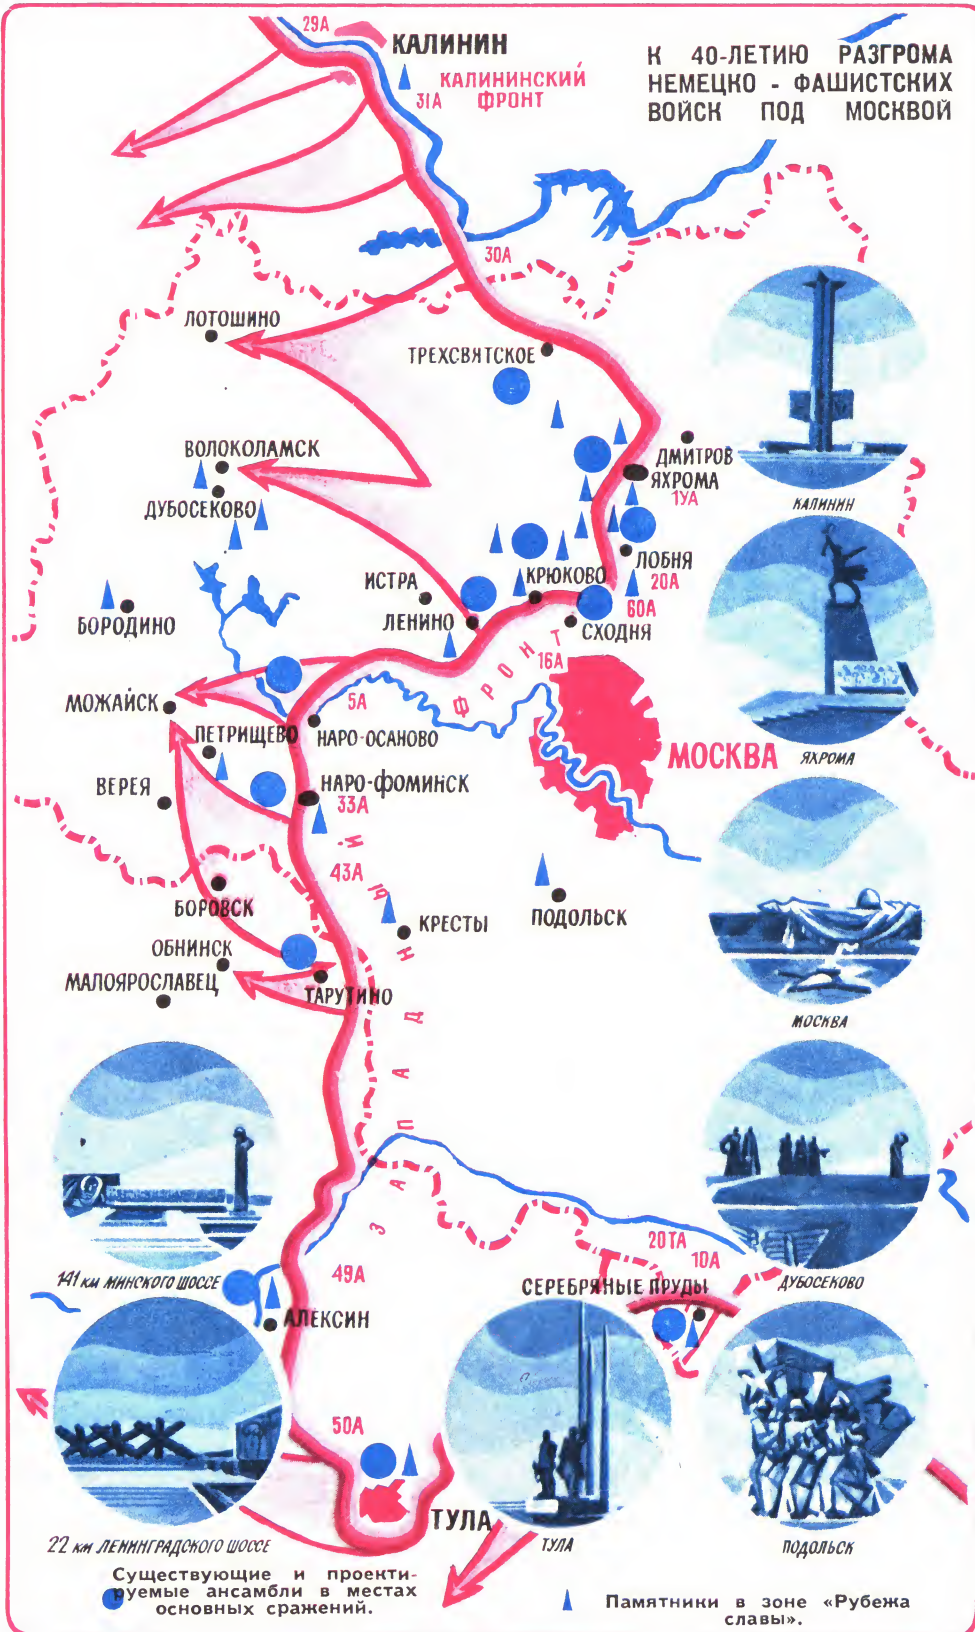 К 40-ЛЕТИЮ РАЗГРОМА
НЕМЕЦКО - ФАШИСТСКИХ
ВОЙСК ПОД МОСКВОЙ
29А
КАЛИНИН
КАЛИНИНСКИЙ
ФРОНТ
31А
30А
ЛОТОШИНО
ТРЕХСВЯТСКОЕ
ДМИТРОВ
ЯХРОМА
1УА
ВОЛОКОЛАМСК
ДУБОСЕКОВО
КАЛИНИН
ЛОБНЯ
20А
ИСТРА
КРЮКОВО
60А
ЛЕНИНО
СХОДНЯ
БОРОДИНО
16А
ЗАПАДНЫЙ ФРОНТ
5А
МОЖАЙСК
ПЕТРИЩЕВО
НАРО-ОСАНОВО
МОСКВА
ЯХРОМА
ВЕРЕЯ
НАРО-ФОМИНСК
33А
43А
БОРОВСК
КРЕСТЫ
ПОДОЛЬСК
ОБНИНСК
МАЛОЯРОСЛАВЕЦ
ТАРУТИНО
МОСКВА
20ТА
10А
49А
141 км МИНСКОГО ШОССЕ
СЕРЕБРЯНЫЕ ПРУДЫ
ДУБОСЕКОВО
АЛЕКСИН
50А
ТУЛА
22 км ЛЕНИНГРАДСКОГО ШОССЕ
ТУЛА
ПОДОЛЬСК
Существующие и проекти-
руемые ансамбли в местах
основных сражений.
Памятники в зоне «Рубежа
славы».